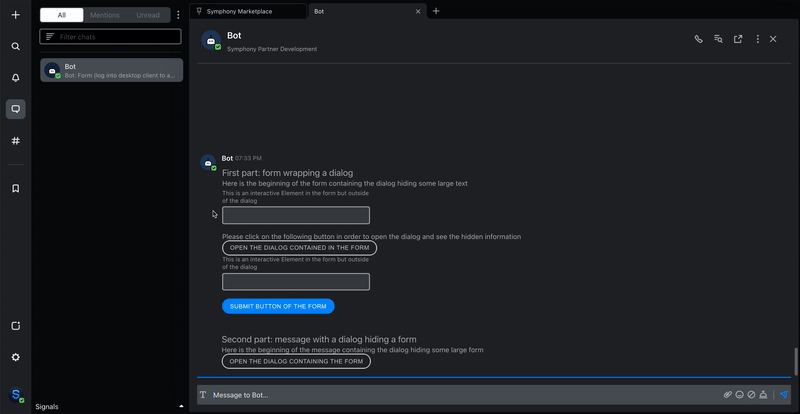 All Mentions Unread
Symphony Marketplace
Bot
Filter chats
Bot
Symphony Partner Development
Bot
Bot: Form (log into desktop client to a...
Bot 07:33 PM
First part: form wrapping a dialog
Here is the beginning of the form containing the dialog hiding some large text
This is an interactive Element in the form but outside
of the dialog
Please click on the following button in order to open the dialog and see the hidden information
OPEN THE DIALOG CONTAINED IN THE FORM
This is an interactive Element in the form but outside
of the dialog
SUBMIT BUTTON OF THE FORM
Second part: message with a dialog hiding a form
Here is the beginning of the message containing the dialog hiding some large form
OPEN THE DIALOG CONTAINING THE FORM
Message to Bot...
Signals